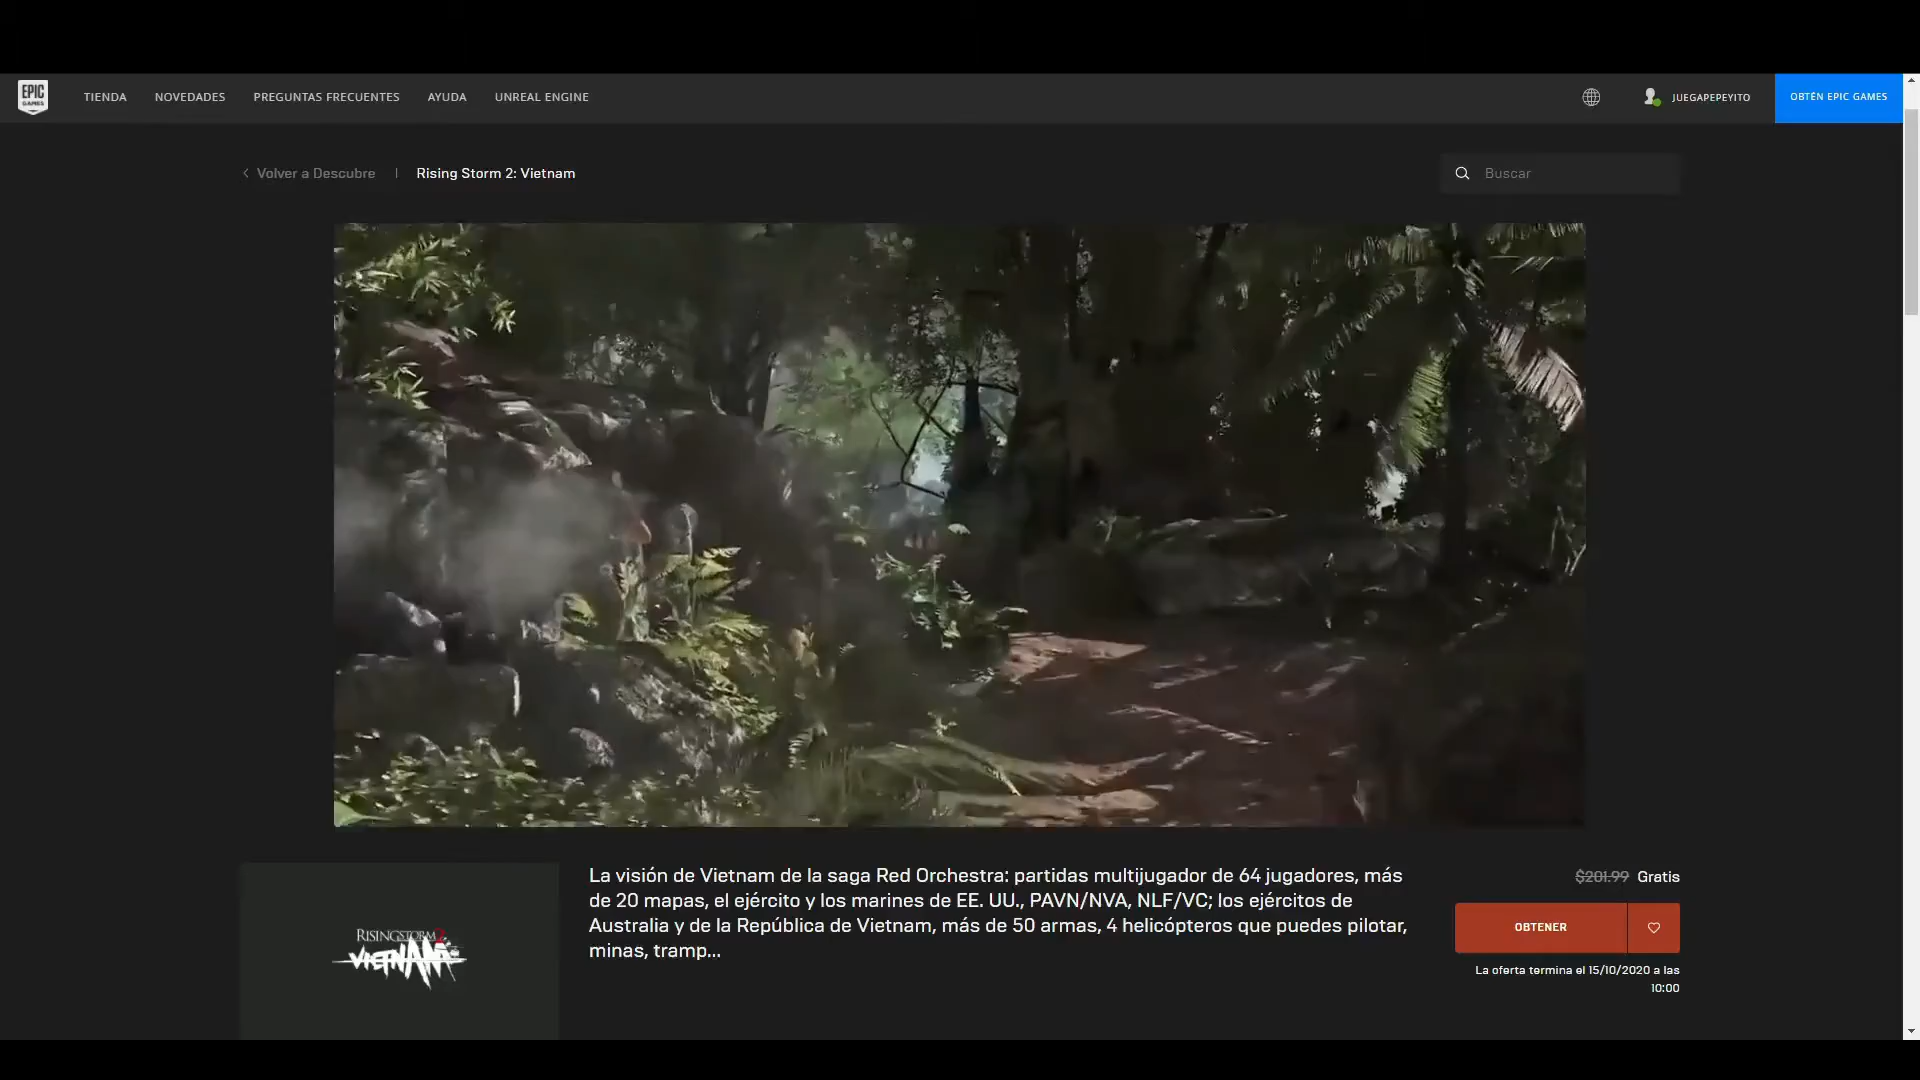 EPIC
GAMES
TIENDA
NOVEDADES
PREGUNTAS FRECUENTES
AYUDA
UNREAL ENGINE
JUEGAPEPEYITO
OBTÉN EPIC GAMES
Volver a Descubre
Rising Storm 2: Vietnam
Buscar
La visión de Vietnam de la saga Red Orchestra: partidas multijugador de 64 jugadores, más
de 20 mapas, el ejército y los marines de EE. UU., PAVN/NVA, NLF/VC; los ejércitos de
Australia y de la República de Vietnam, más de 50 armas, 4 helicópteros que puedes pilotar,
minas, tramp...
RISING STORM 2
VIETNAM
$201.99 Gratis
OBTENER
La oferta termina el 15/10/2020 a las
10:00